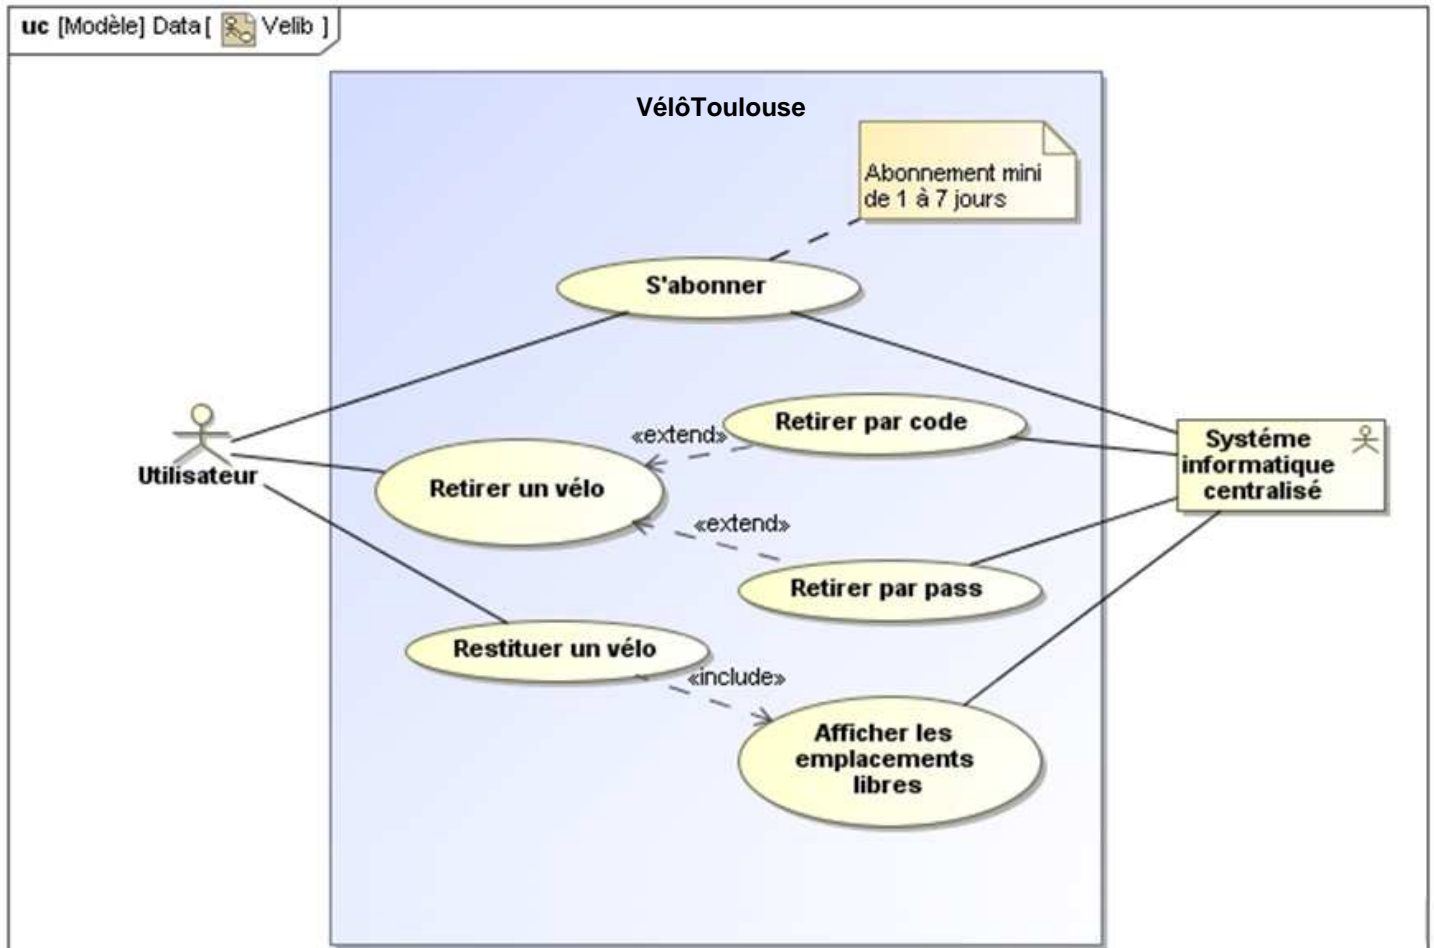 uc [Modèle] Data [ Velib ]
VélôToulouse
Abonnement mini
de 1 à 7 jours
S'abonner
Retirer par code
«extend»
Utilisateur
Retirer un vélo
Systéme
informatique
centralisé
«extend»
Retirer par pass
Restituer un vélo
«include»
Afficher les
emplacements
libres